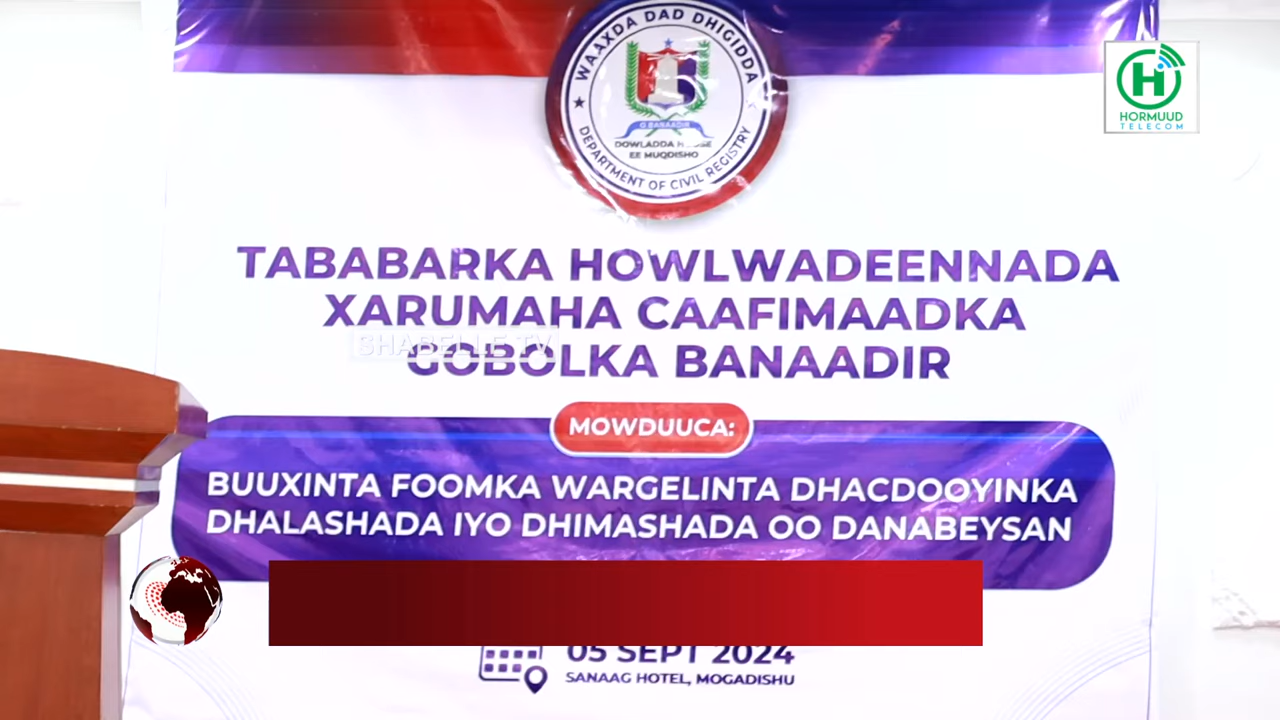 WAAXDA DAD DHIGIDDA
O BANAADIR
DOWLADDA HOOSE
EE MUQDISHO
DEPARTMENT OF CIVIL REGISTRY
HORMUUD
TELECOM
TABABARKA HOWLWADEENNADA
XARUMAHA CAAFIMAADKA
SHABELLE TV
GOBOLKA BANAADIR
MOWDUUCA:
BUUXINTA FOOMKA WARGELINTA DHACDOOYINKA
DHALASHADA IYO DHIMASHADA OO DANABEYSAN
05 SEPT 2024
SANAAG HOTEL, MOGADISHU